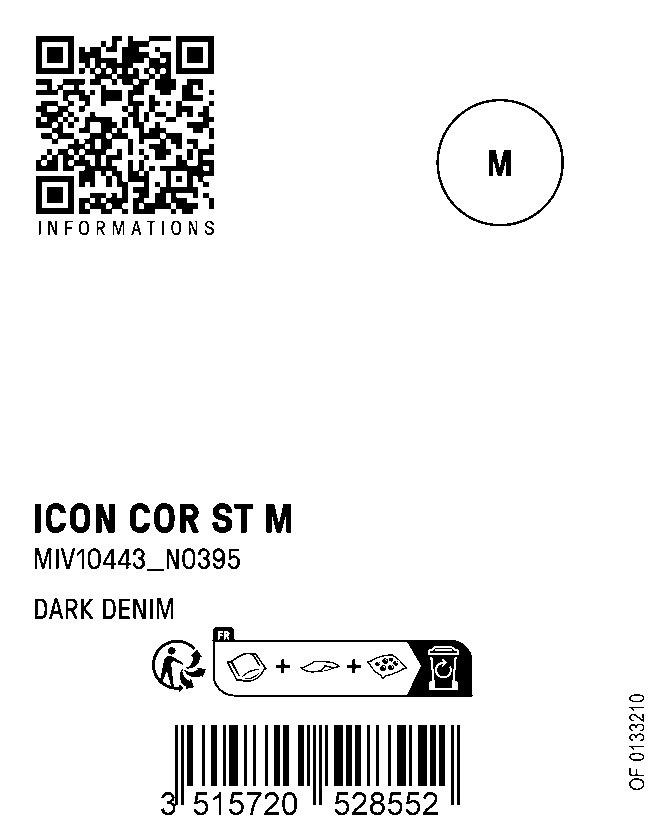 INFORMATIONS
M
ICON COR ST M
MIV10443_N0395
DARK DENIM
FR
3 515720 528552
OF 0133210